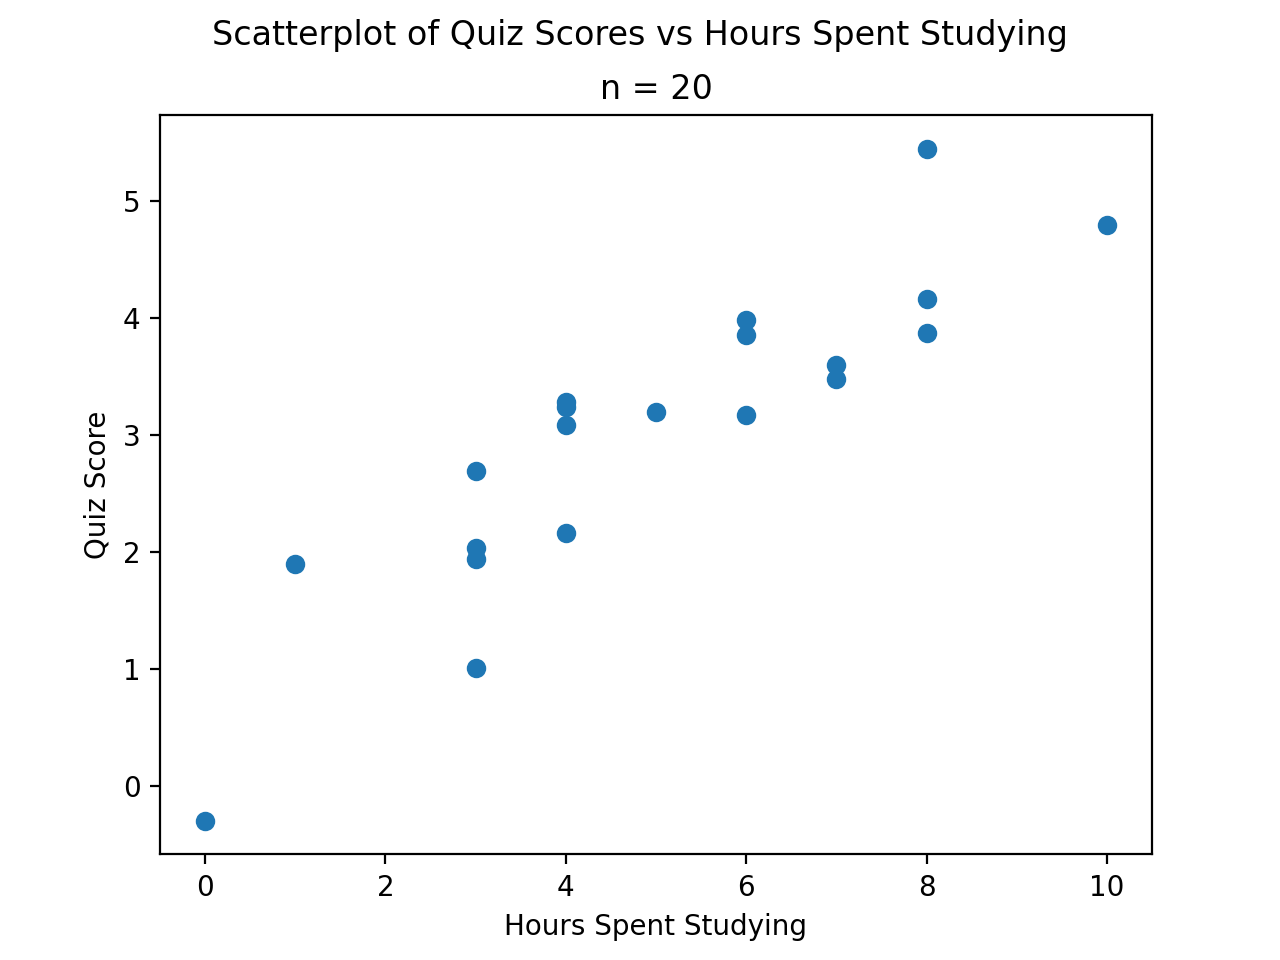 Scatterplot of Quiz Scores vs Hours Spent Studying
n = 20
5
4
3
2
1
0
Quiz Score
0 2 4 6 8 10
Hours Spent Studying